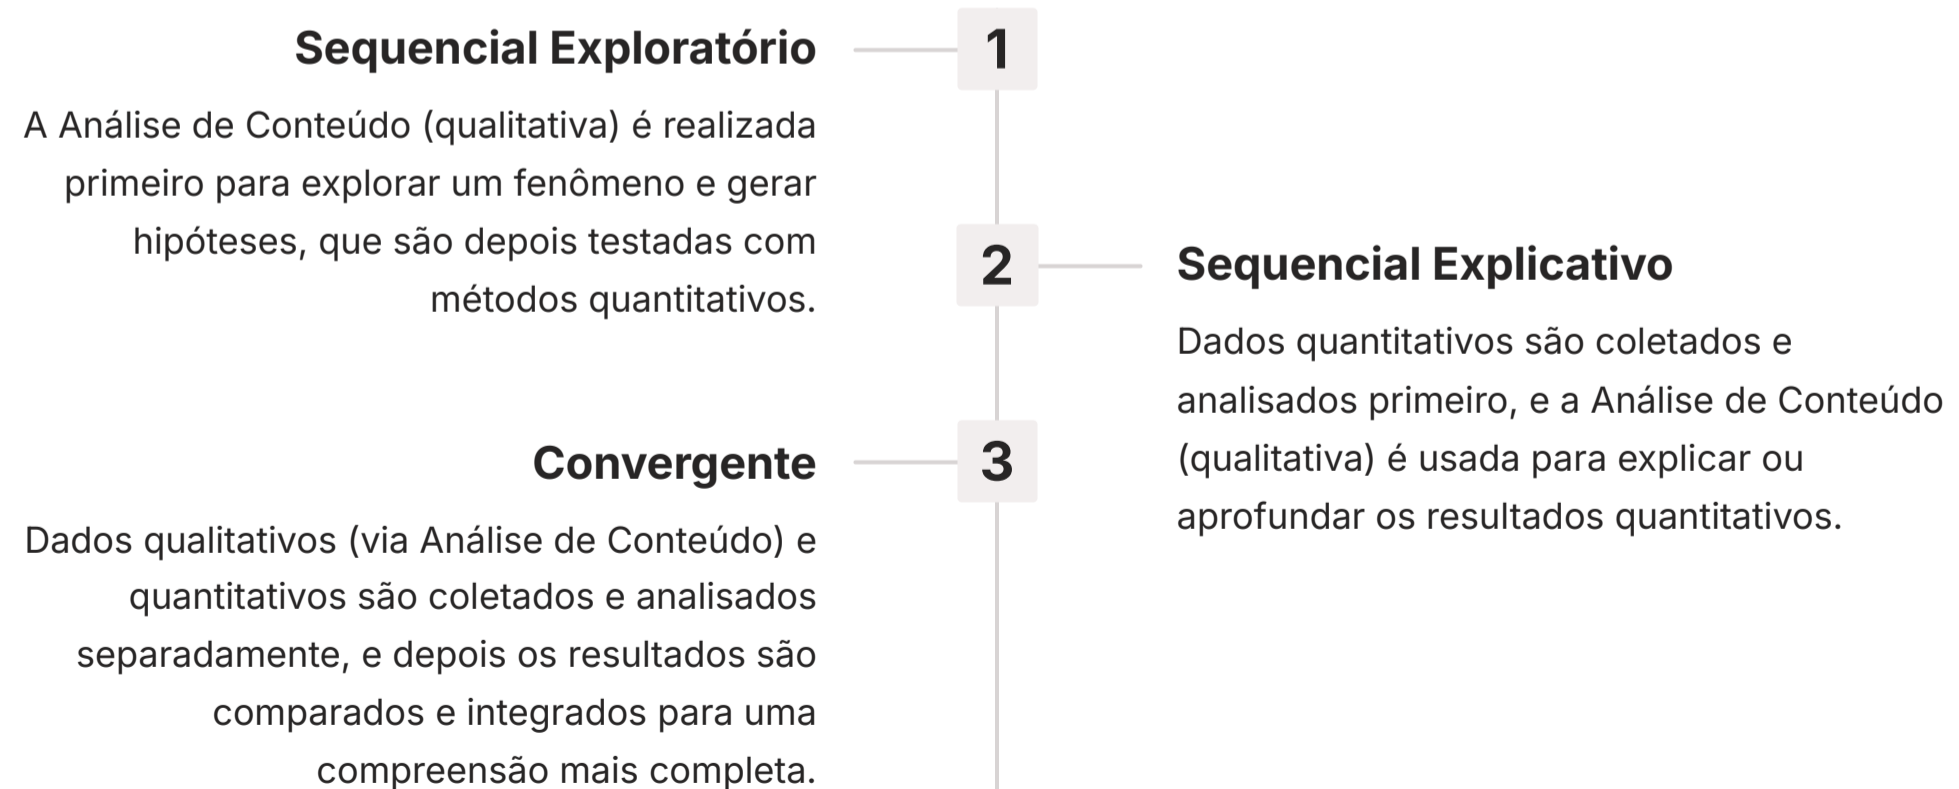 Sequencial Exploratório
1
A Análise de Conteúdo (qualitativa) é realizada
primeiro para explorar um fenômeno e gerar
hipóteses, que são depois testadas com
métodos quantitativos.
2
Sequencial Explicativo
Dados quantitativos são coletados e
analisados primeiro, e a Análise de Conteúdo
(qualitativa) é usada para explicar ou
aprofundar os resultados quantitativos.
Convergente
3
Dados qualitativos (via Análise de Conteúdo) e
quantitativos são coletados e analisados
separadamente, e depois os resultados são
comparados e integrados para uma
compreensão mais completa.